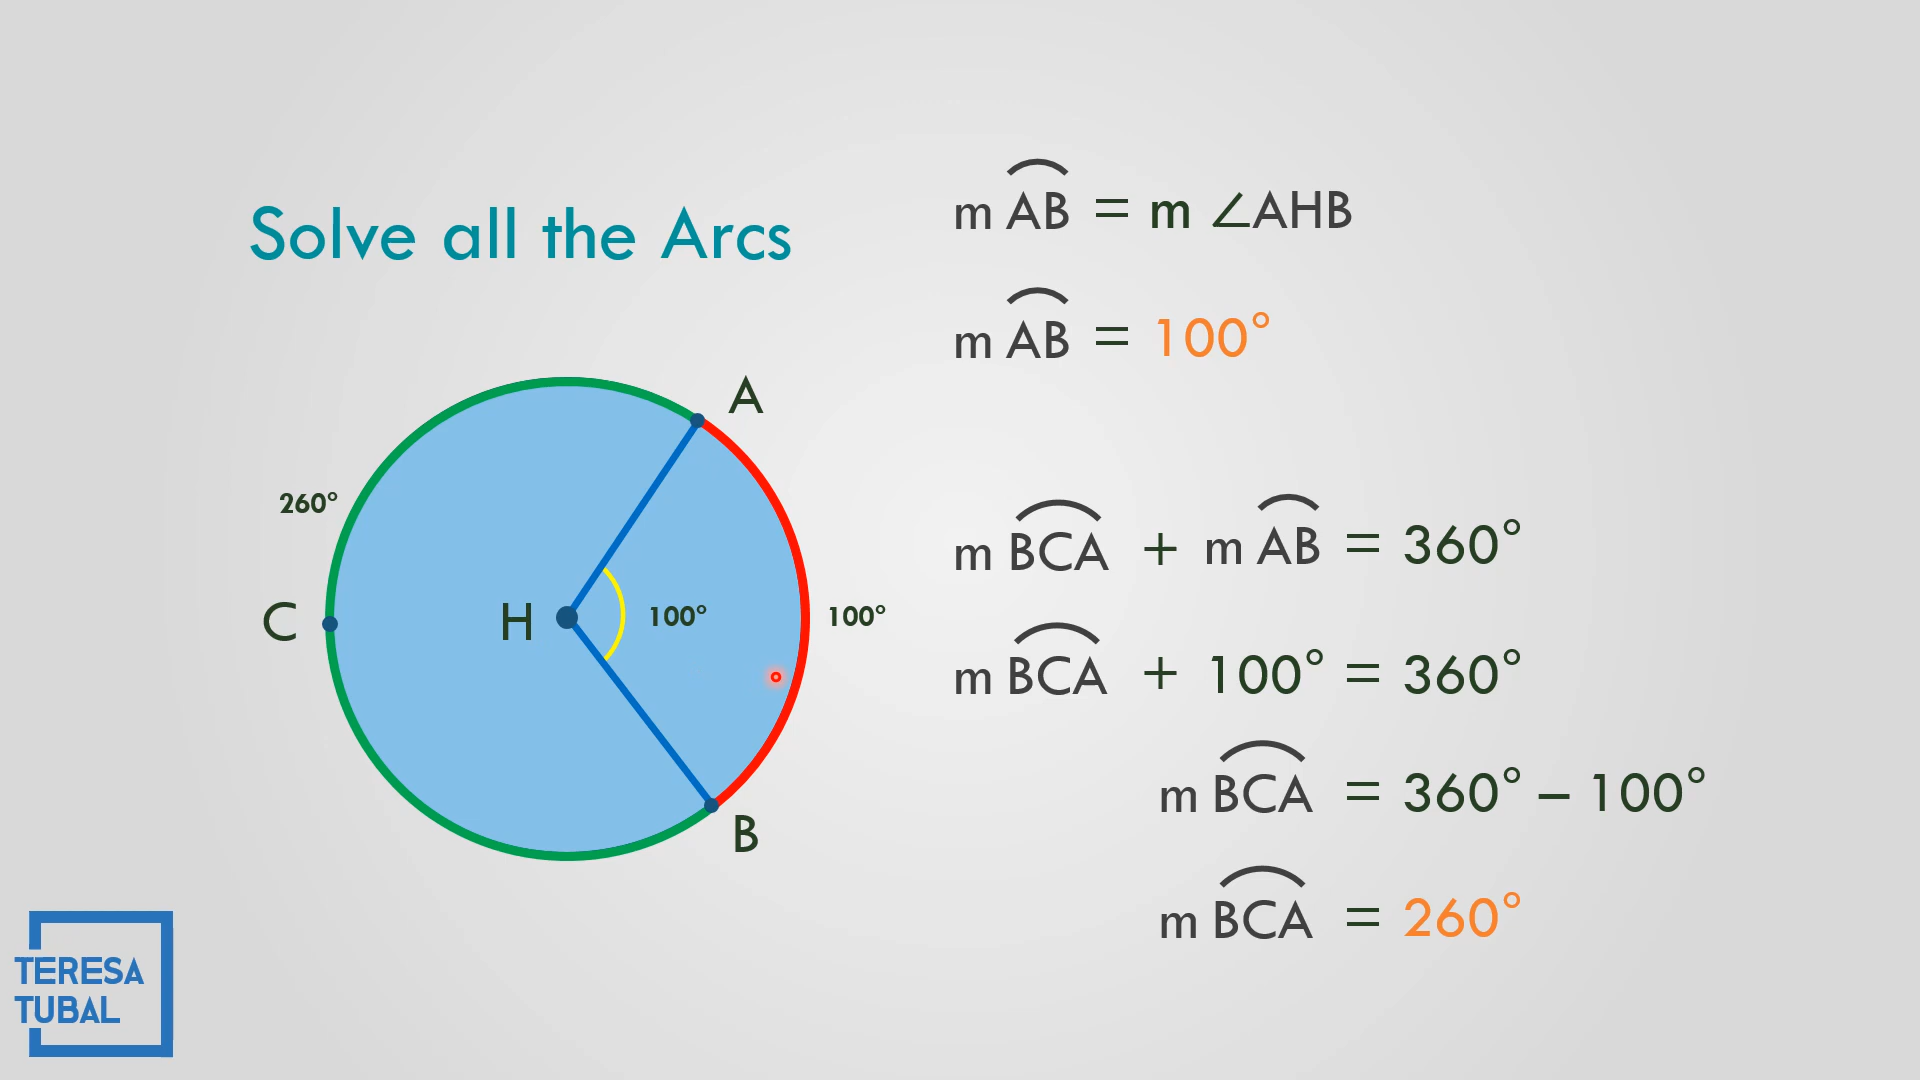 Solve all the Arcs
m AB = m ∠AHB
m AB = 100°
A
260°
C
H
100°
100°
B
m BCA + m AB = 360°
m BCA + 100° = 360°
m BCA = 360° – 100°
m BCA = 260°
TERESA
TUBAL